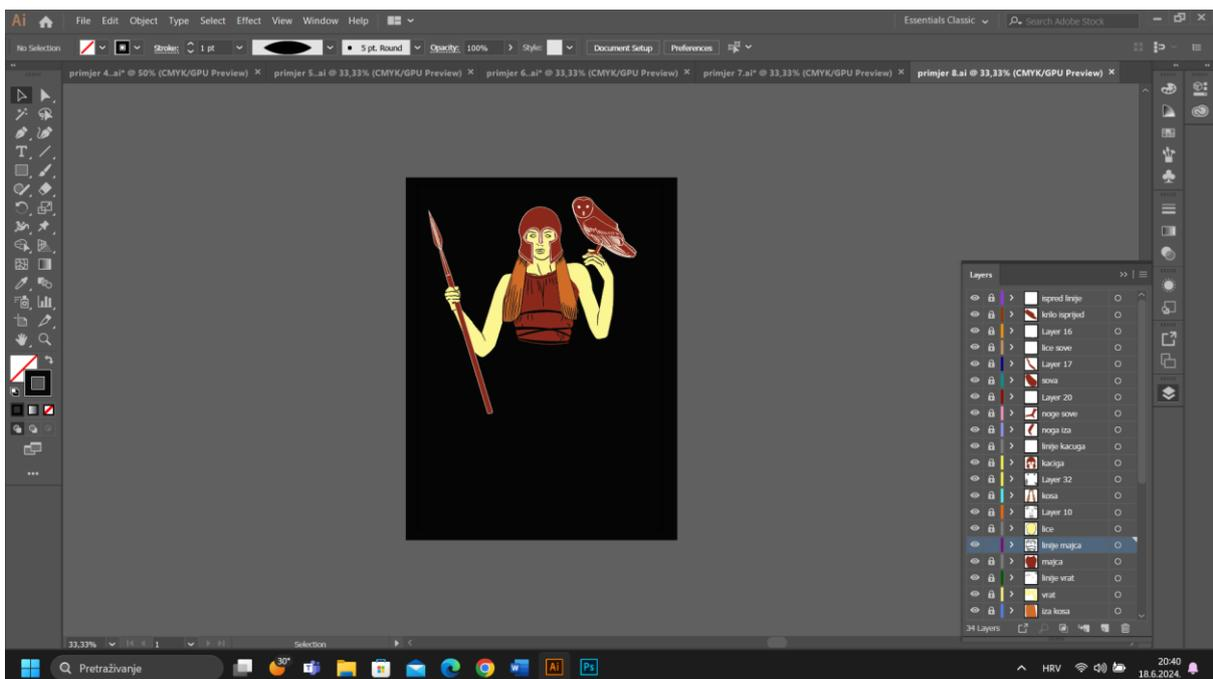 Ai File Edit Object Type Select Effect View Window Help Essentials Classic Search Adobe Stock
No Selection Stroke: 1 pt 5 pt. Round Opacity: 100% Style: Document Setup Preferences
primjer 4..ai* @ 50% (CMYK/GPU Preview) × primjer 5..ai @ 33,33% (CMYK/GPU Preview) × primjer 6..ai* @ 33,33% (CMYK/GPU Preview) × primjer 7.ai* @ 33,33% (CMYK/GPU Preview) × primjer 8.ai @ 33,33% (CMYK/GPU Preview) ×
Layers
ispred linije
krilo isprijed
Layer 16
lice sove
Layer 17
sova
Layer 20
noge sove
noga iza
linije kacuga
kaciga
Layer 32
kosa
Layer 10
lice
linije majca
majca
linije vrat
vrat
iza kosa
34 Layers
33,33% 1 Selection
Pretraživanje 30° W Ai Ps HRV 20:40
18.6.2024.